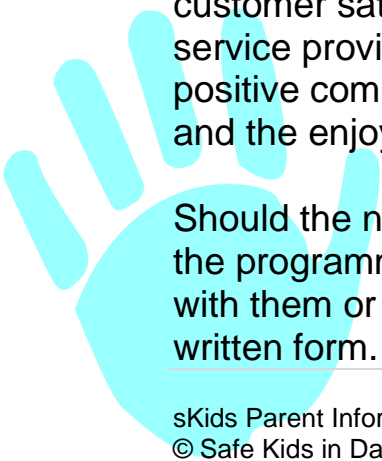 customer sat
service provi
positive com
and the enjoy
Should the n
the programm
with them or
written form.
sKids Parent Infor
© Safe Kids in Da